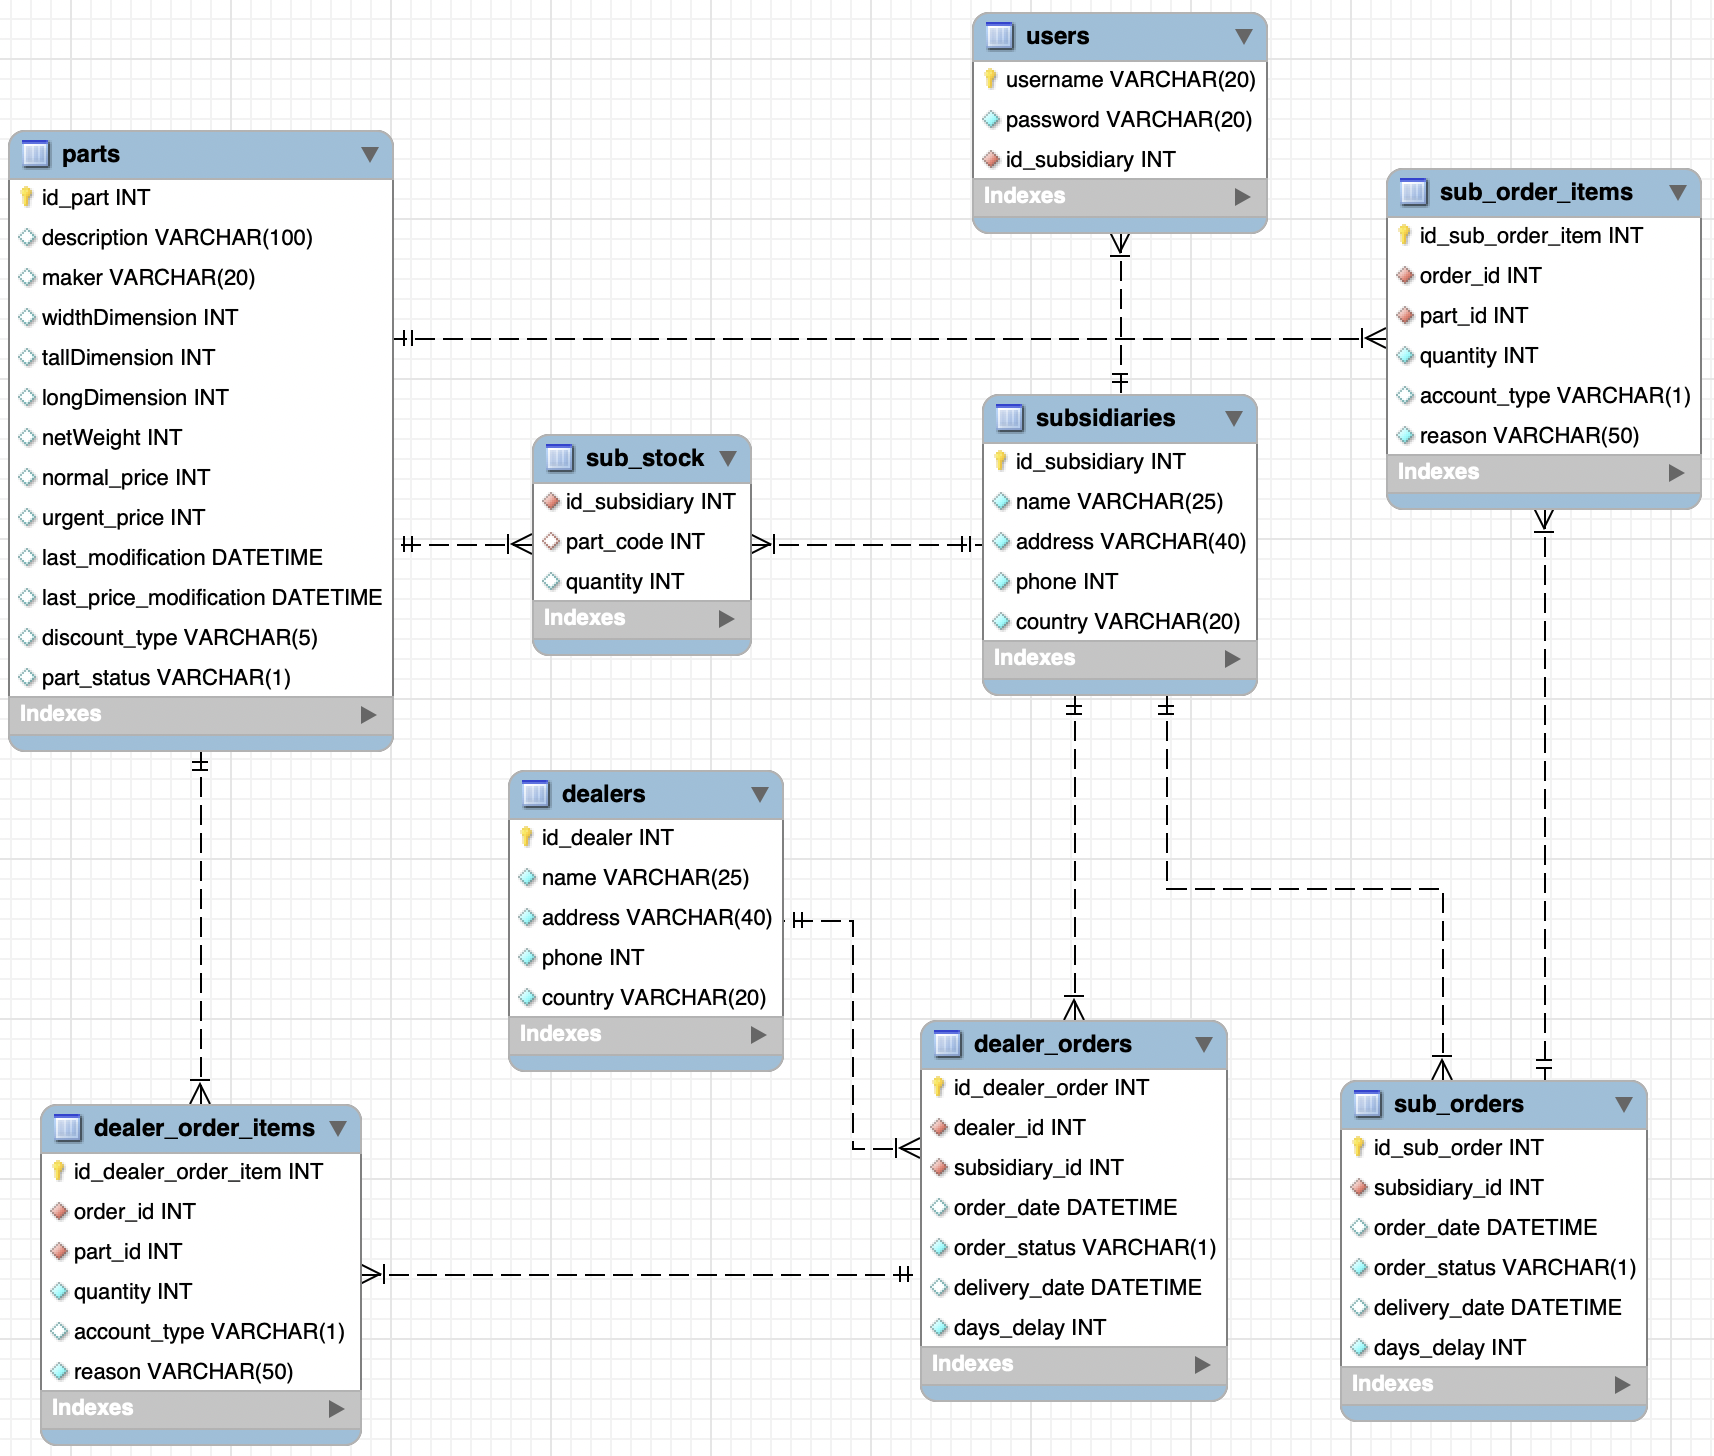 users
username VARCHAR(20)
password VARCHAR(20)
id_subsidiary INT
Indexes
parts
id_part INT
description VARCHAR(100)
maker VARCHAR(20)
widthDimension INT
tallDimension INT
longDimension INT
netWeight INT
normal_price INT
urgent_price INT
last_modification DATETIME
last_price_modification DATETIME
discount_type VARCHAR(5)
part_status VARCHAR(1)
Indexes
sub_order_items
id_sub_order_item INT
order_id INT
part_id INT
quantity INT
account_type VARCHAR(1)
reason VARCHAR(50)
Indexes
sub_stock
id_subsidiary INT
part_code INT
quantity INT
Indexes
subsidiaries
id_subsidiary INT
name VARCHAR(25)
address VARCHAR(40)
phone INT
country VARCHAR(20)
Indexes
dealers
id_dealer INT
name VARCHAR(25)
address VARCHAR(40)
phone INT
country VARCHAR(20)
Indexes
dealer_order_items
id_dealer_order_item INT
order_id INT
part_id INT
quantity INT
account_type VARCHAR(1)
reason VARCHAR(50)
Indexes
dealer_orders
id_dealer_order INT
dealer_id INT
subsidiary_id INT
order_date DATETIME
order_status VARCHAR(1)
delivery_date DATETIME
days_delay INT
Indexes
sub_orders
id_sub_order INT
subsidiary_id INT
order_date DATETIME
order_status VARCHAR(1)
delivery_date DATETIME
days_delay INT
Indexes